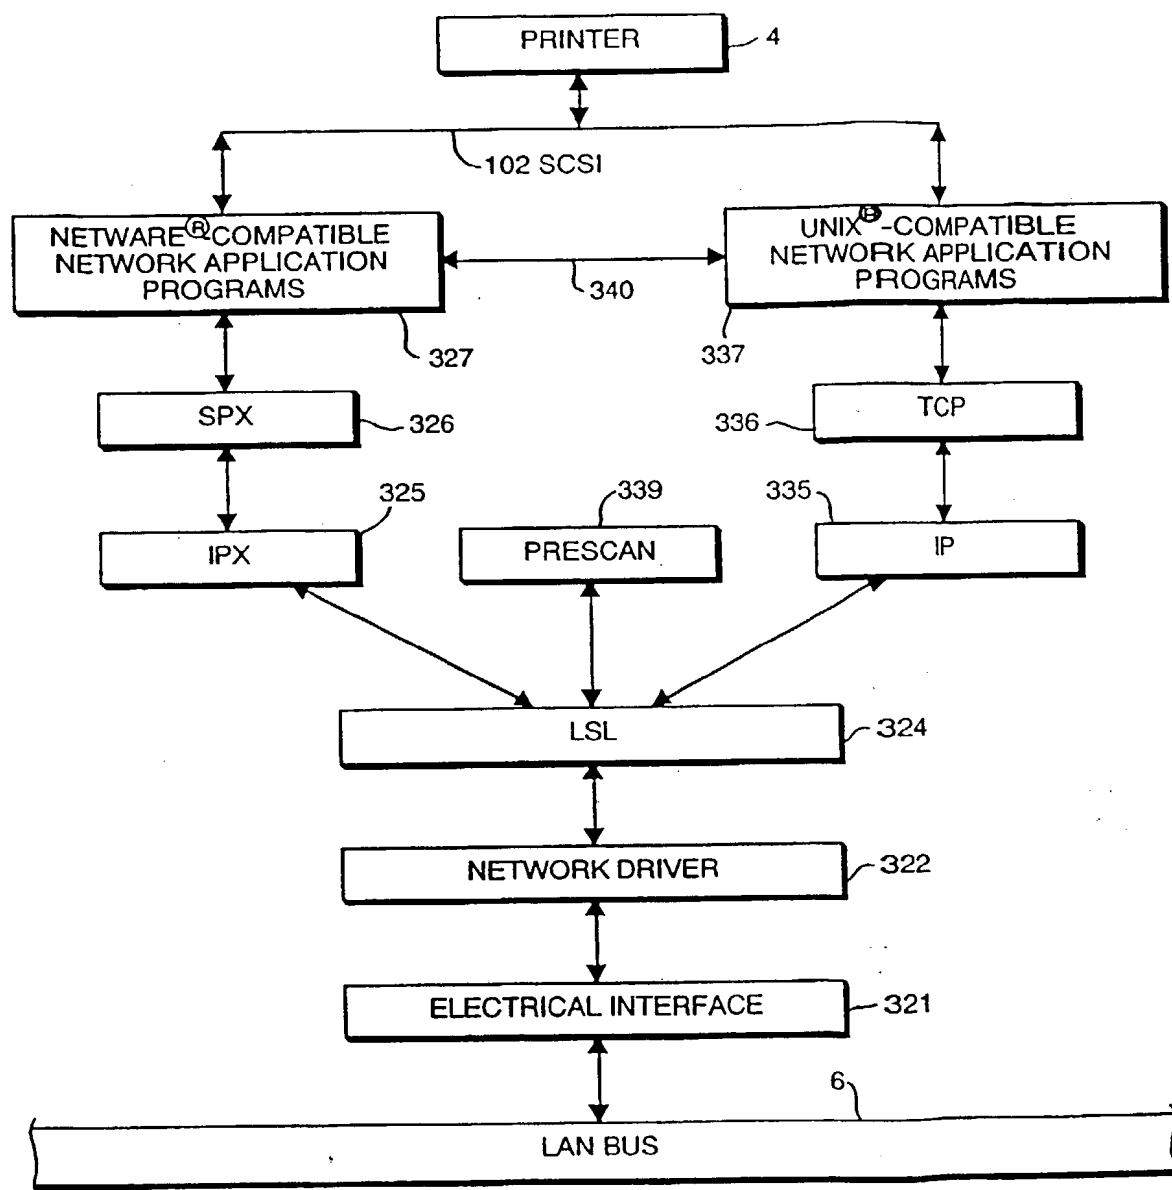 PRINTER
4
102 SCSI
NETWARE®-COMPATIBLE
NETWORK APPLICATION
PROGRAMS
UNIX®-COMPATIBLE
NETWORK APPLICATION
PROGRAMS
340
327
337
SPX
326
TCP
336
325
339
335
IPX
PRESCAN
IP
LSL
324
NETWORK DRIVER
322
ELECTRICAL INTERFACE
321
6
LAN BUS